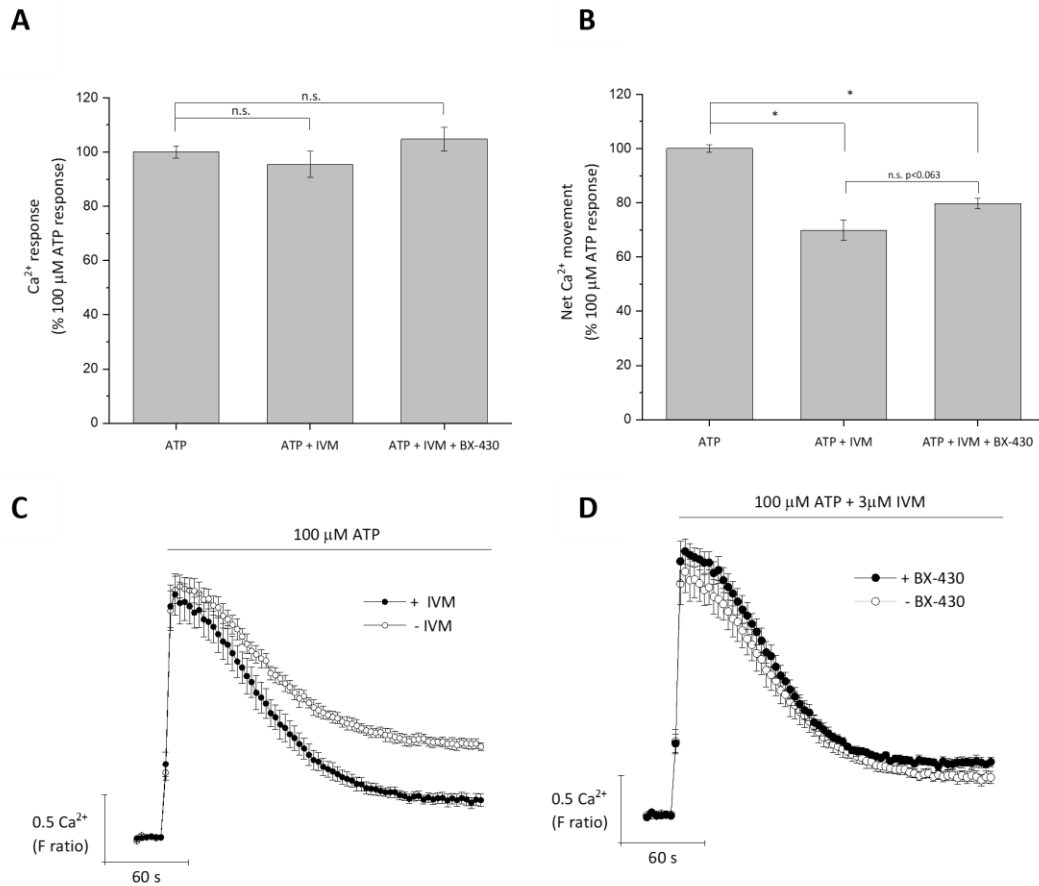 A
n.s.
n.s.
Ca²⁺ response
(% 100 μM ATP response)
120
100
80
60
40
20
0
ATP
ATP + IVM
ATP + IVM + BX-430
B
*
*
n.s. p<0.063
Net Ca²⁺ movement
(% 100 μM ATP response)
120
100
80
60
40
20
0
ATP
ATP + IVM
ATP + IVM + BX-430
C
100 μM ATP
+ IVM
- IVM
0.5 Ca²⁺
(F ratio)
60 s
D
100 μM ATP + 3μM IVM
+ BX-430
- BX-430
0.5 Ca²⁺
(F ratio)
60 s